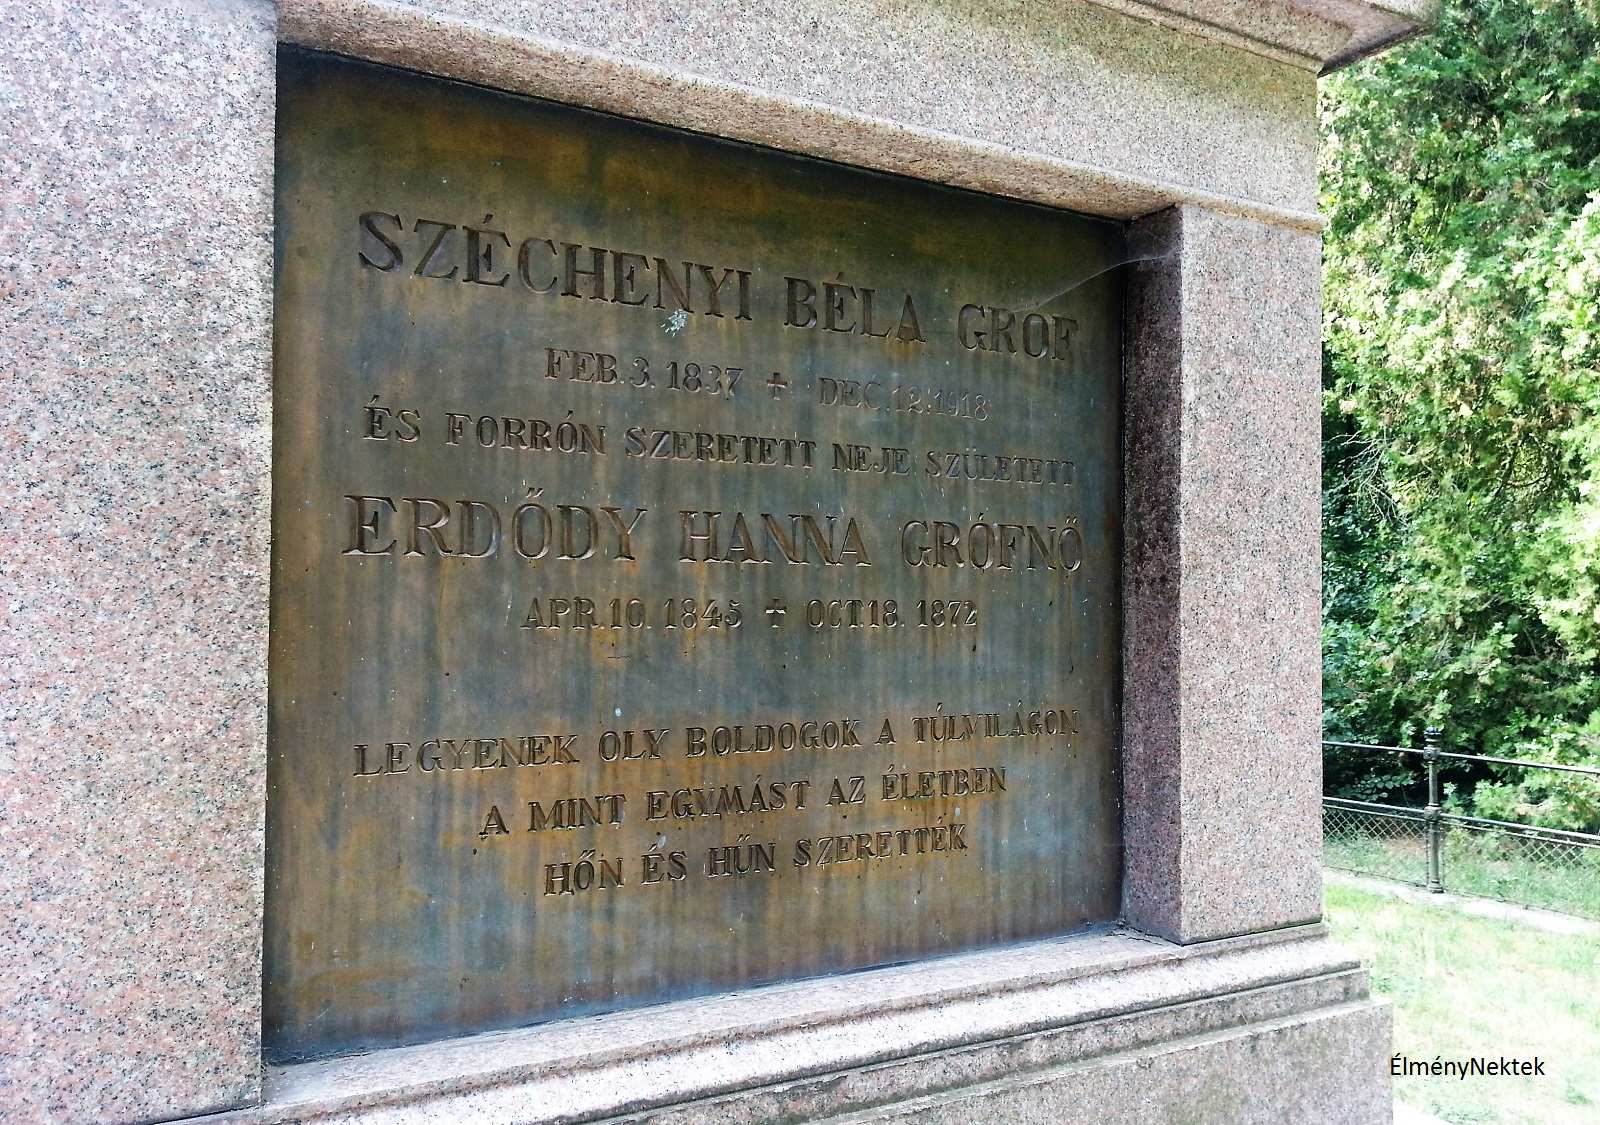 SZÉCHENYI BÉLA GROF
FEB.3.1837 + DEC.12.1918
ÉS FORRÓN SZERETETT NEJE SZÜLETETT
ERDŐDY HANNA GRÓFNŐ
APR.10.1845 + OCT.18.1872
LEGYENEK OLY BOLDOGOK A TÚLVILÁGON
A MINT EGYMÁST AZ ÉLETBEN
HŐN ÉS HŰN SZERETTÉK
ÉlményNektek